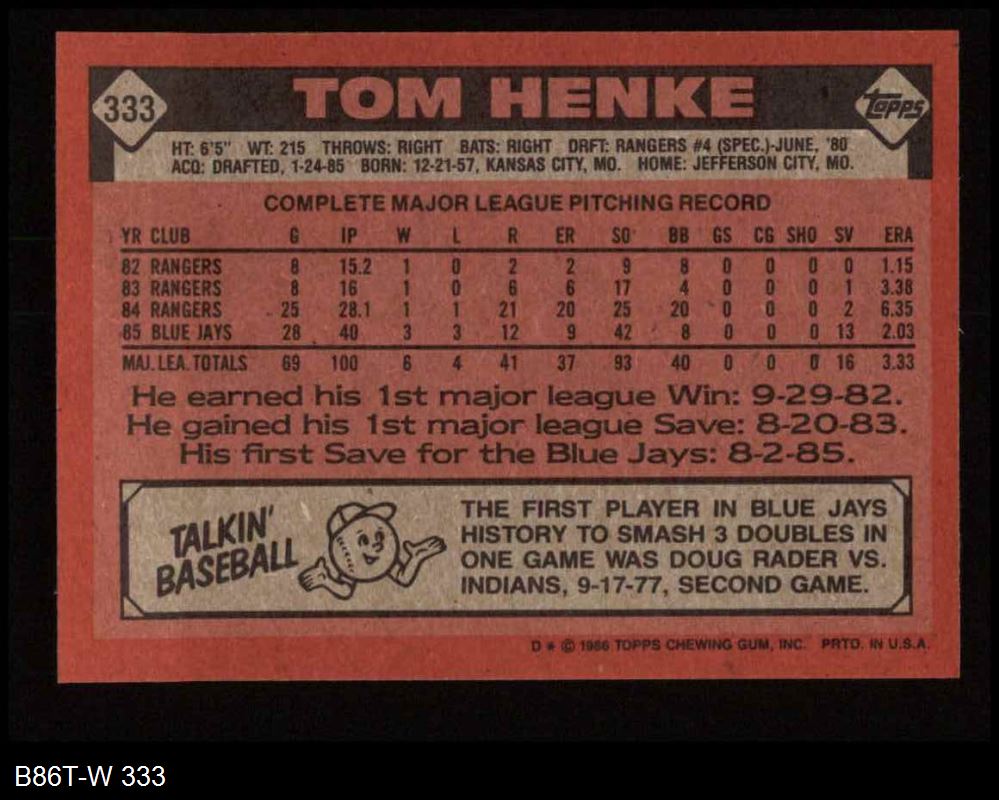 333 TOM HENKE Topps
HT: 6'5" WT: 215 THROWS: RIGHT BATS: RIGHT DRFT: RANGERS #4 (SPEC.)-JUNE, '80
ACQ: DRAFTED, 1-24-85 BORN: 12-21-57, KANSAS CITY, MO. HOME: JEFFERSON CITY, MO.
COMPLETE MAJOR LEAGUE PITCHING RECORD
YR CLUB G IP W L R ER SO BB GS CG SHO SV ERA
82 RANGERS 8 15.2 1 0 2 2 9 8 0 0 0 0 1.15
83 RANGERS 8 16 1 0 6 6 17 4 0 0 0 1 3.38
84 RANGERS 25 28.1 1 1 21 20 25 20 0 0 0 2 6.35
85 BLUE JAYS 28 40 3 3 12 9 42 8 0 0 0 13 2.03
MAJ. LEA. TOTALS 69 100 6 4 41 37 93 40 0 0 0 16 3.33
He earned his 1st major league Win: 9-29-82.
He gained his 1st major league Save: 8-20-83.
His first Save for the Blue Jays: 8-2-85.
TALKIN'
BASEBALL
THE FIRST PLAYER IN BLUE JAYS
HISTORY TO SMASH 3 DOUBLES IN
ONE GAME WAS DOUG RADER VS.
INDIANS, 9-17-77, SECOND GAME.
D * © 1986 TOPPS CHEWING GUM, INC. PRTD. IN U.S.A.
B86T-W 333